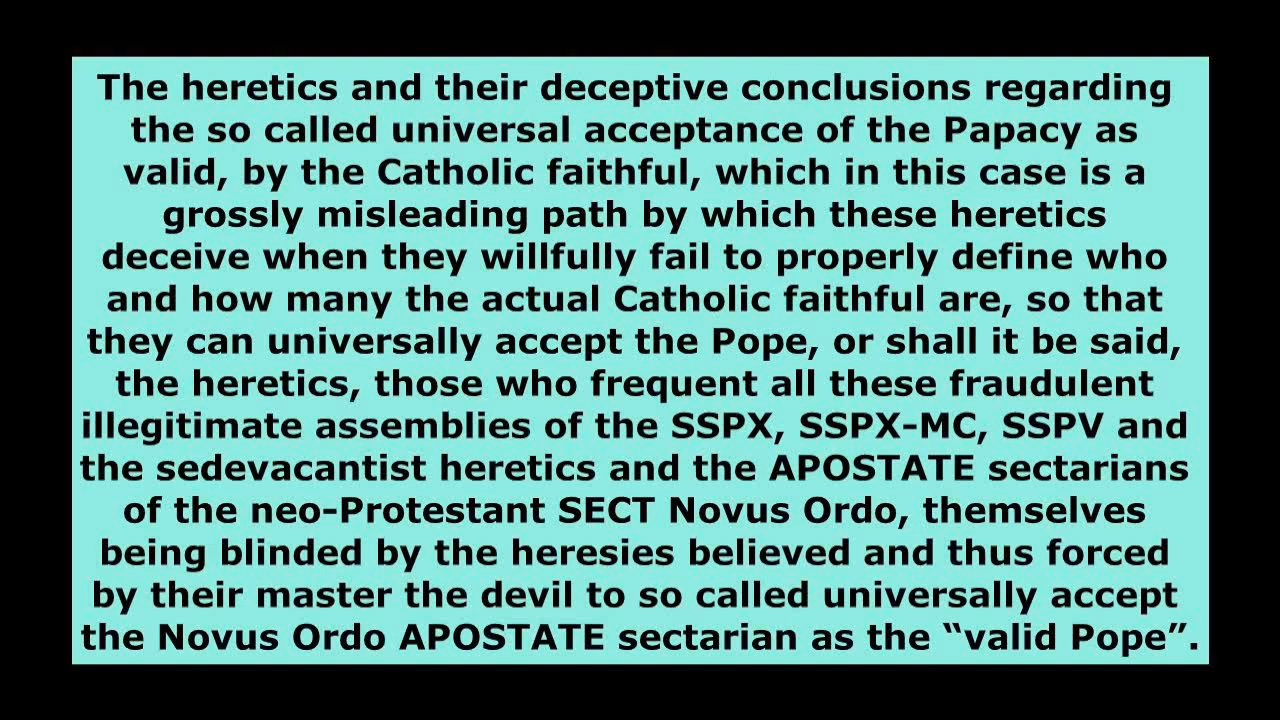 The heretics and their deceptive conclusions regarding
the so called universal acceptance of the Papacy as
valid, by the Catholic faithful, which in this case is a
grossly misleading path by which these heretics
deceive when they willfully fail to properly define who
and how many the actual Catholic faithful are, so that
they can universally accept the Pope, or shall it be said,
the heretics, those who frequent all these fraudulent
illegitimate assemblies of the SSPX, SSPX-MC, SSPV and
the sedevacantist heretics and the APOSTATE sectarians
of the neo-Protestant SECT Novus Ordo, themselves
being blinded by the heresies believed and thus forced
by their master the devil to so called universally accept
the Novus Ordo APOSTATE sectarian as the “valid Pope”.